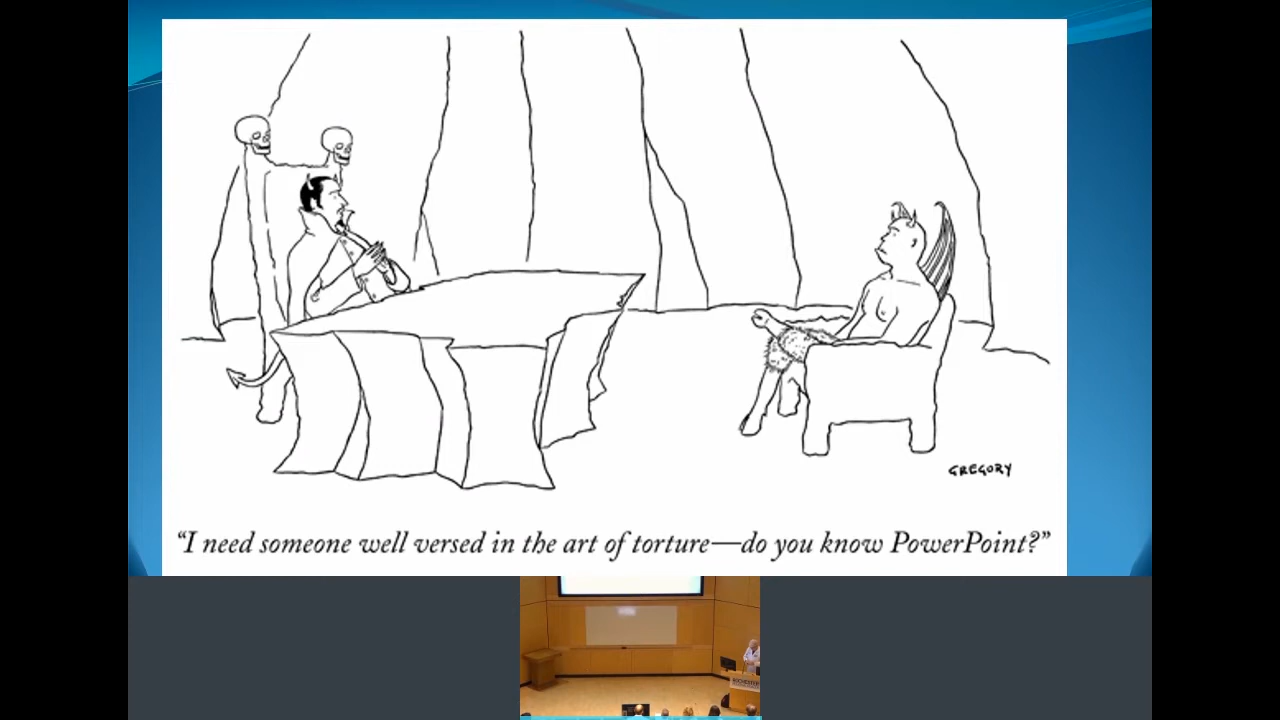 GREGORY
“I need someone well versed in the art of torture—do you know PowerPoint?”